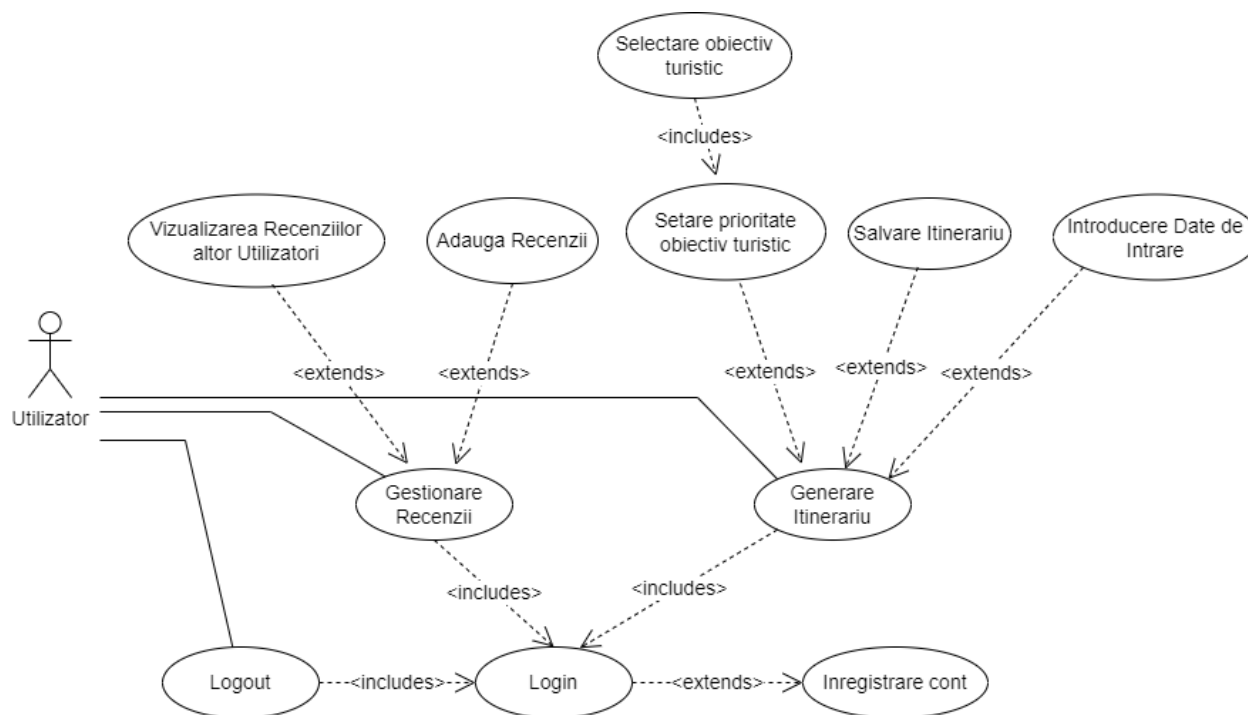 Selectare obiectiv
turistic
<includes>
Vizualizarea Recenziilor
altor Utilizatori
Adauga Recenzii
Setare prioritate
obiectiv turistic
Salvare Itinerariu
Introducere Date de
Intrare
<extends>
<extends>
<extends>
<extends>
<extends>
Utilizator
Gestionare
Recenzii
Generare
Itinerariu
<includes>
<includes>
Logout
<includes>
Login
<extends>
Inregistrare cont